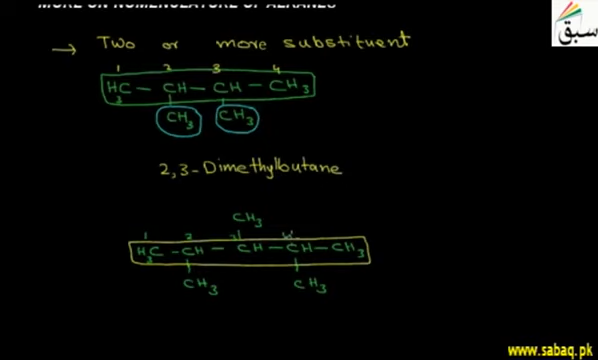 MORE ON NOMENCLATURE OF ALKANES
سبق
→ Two or more substituent
1 2 3 4
H3C — CH — CH — CH3
CH3 CH3
2,3-Dimethylbutane
CH3
1 2 3 4
H3C — CH — CH — CH — CH3
CH3 CH3
www.sabaq.pk